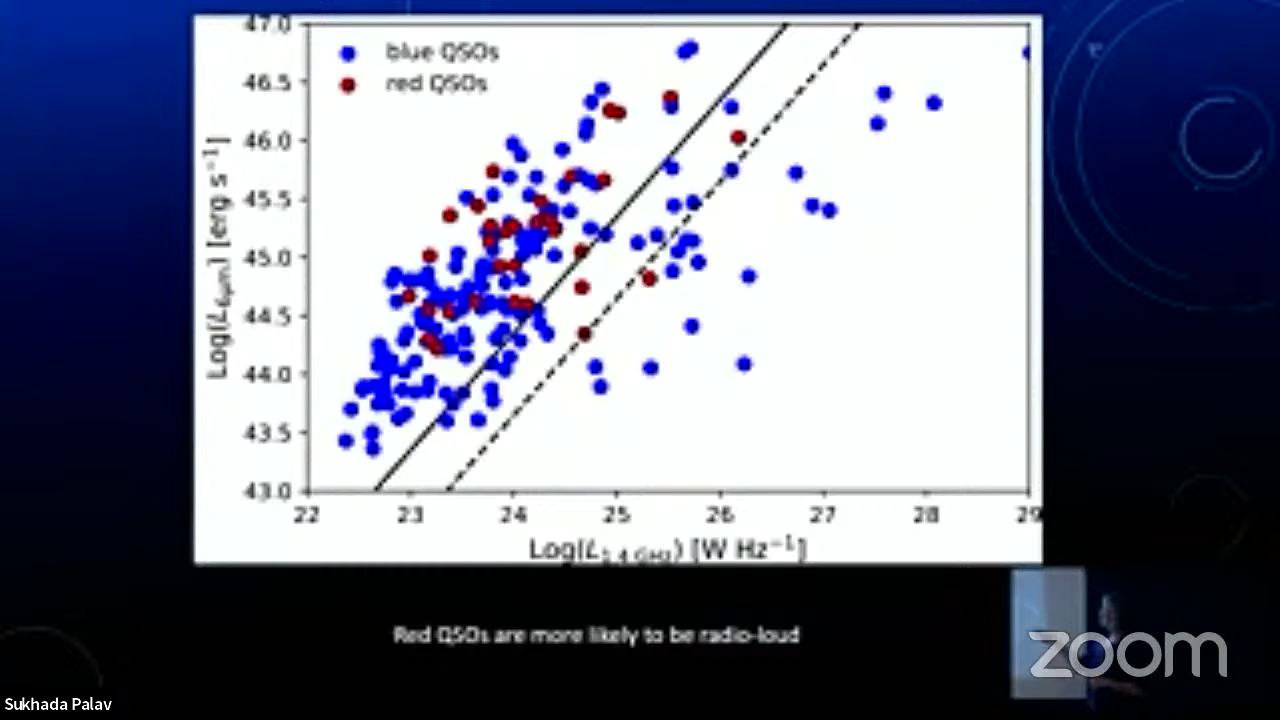 blue QSOs
red QSOs
47.0
46.5
46.0
45.5
45.0
44.5
44.0
43.5
43.0
Log(L6μm) [erg s−1]
22 23 24 25 26 27 28 29
Log(L1.4 GHz) [W Hz−1]
Red QSOs are more likely to be radio-loud
zoom
Sukhada Palav